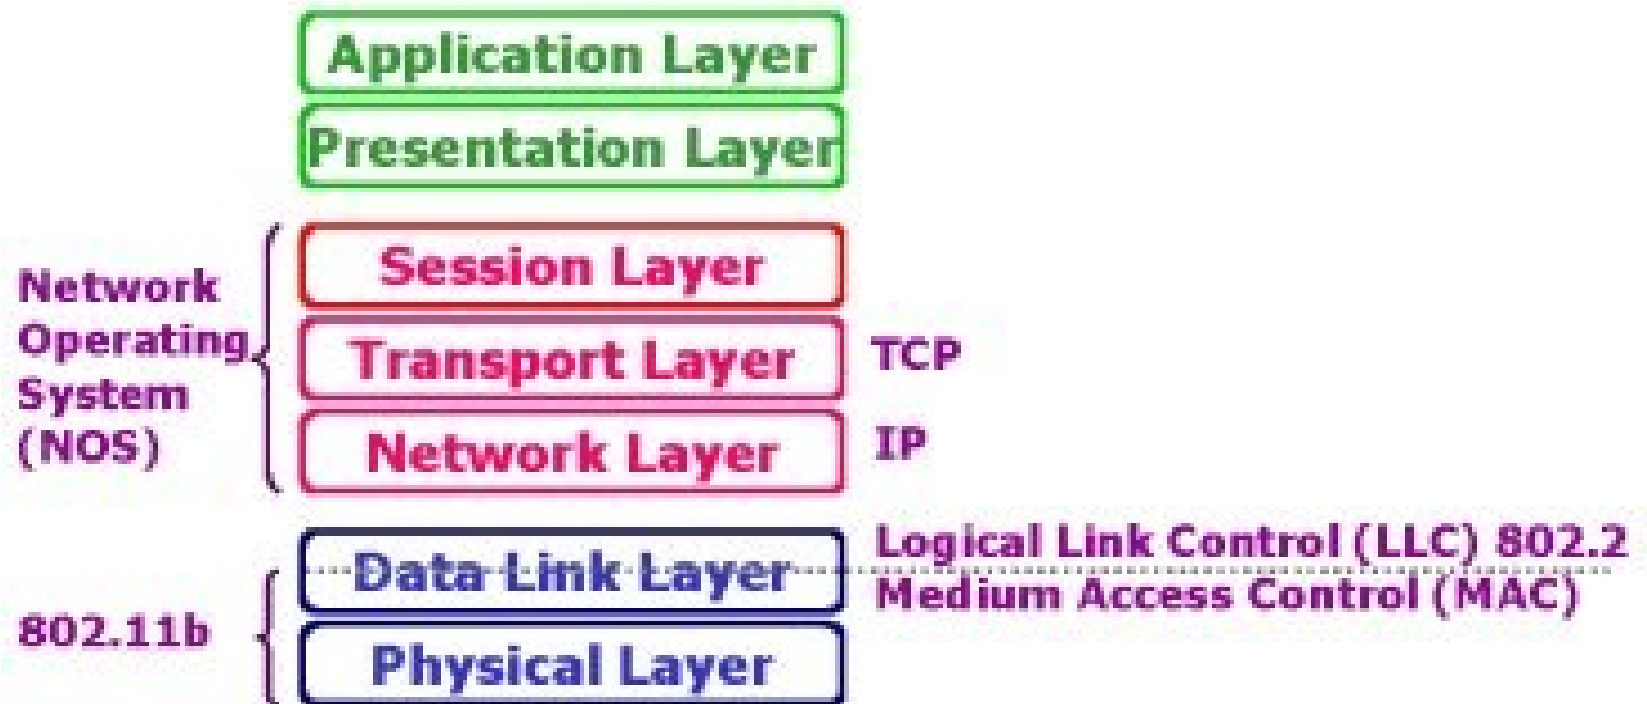 Application Layer
Presentation Layer
Session Layer
Network
Operating
System
(NOS)
Transport Layer
TCP
Network Layer
IP
Data Link Layer
Logical Link Control (LLC) 802.2
Medium Access Control (MAC)
802.11b
Physical Layer